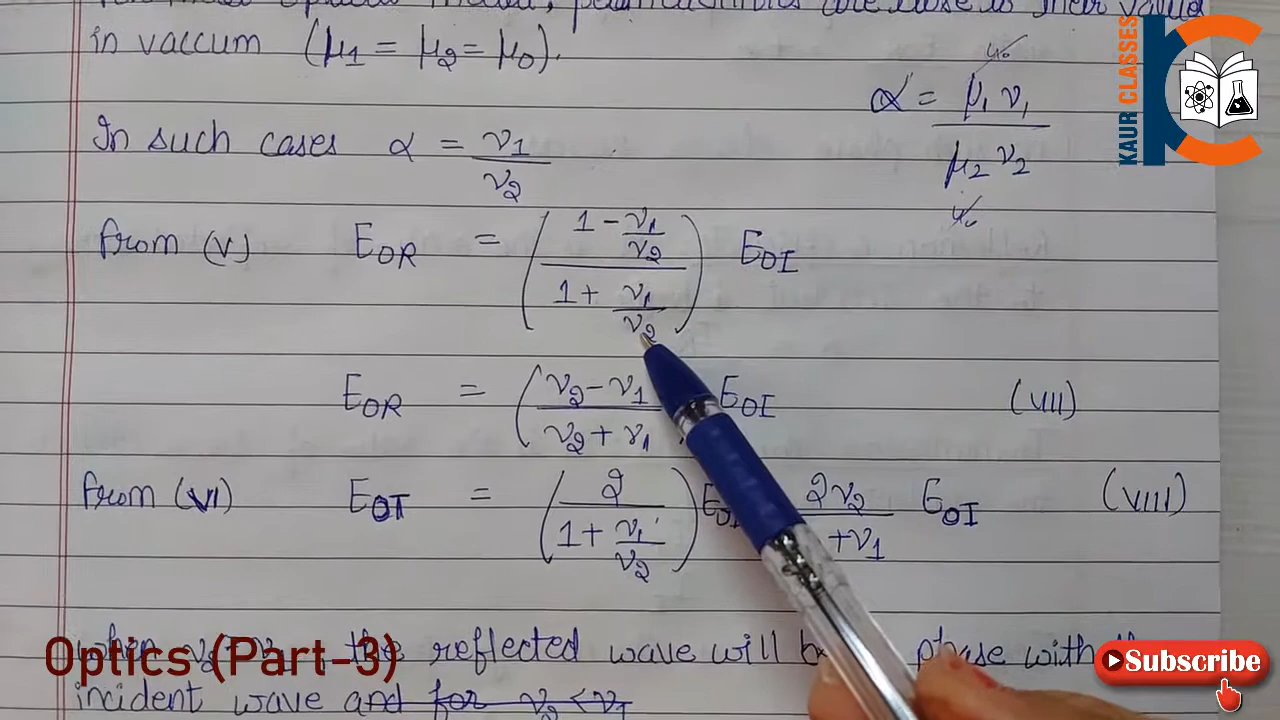 in vaccum (μ1 = μ2 = μ0).
α = μ1 v1 / μ2 v2
μ0
μ0
In such cases α = v1 / v2
from (V) EOR = ( (1 - v1/v2) / (1 + v1/v2) ) EOI
EOR = ( (v2 - v1) / (v2 + v1) EOI (VII)
from (VI) EOT = ( 2 / (1 + v1/v2) ) EOI 2v2 / +v1 EOI (VIII)
the reflected wave will phase with
incident wave and for v2 < v1
KAUR CLASSES
Optics (Part-3)
Subscribe